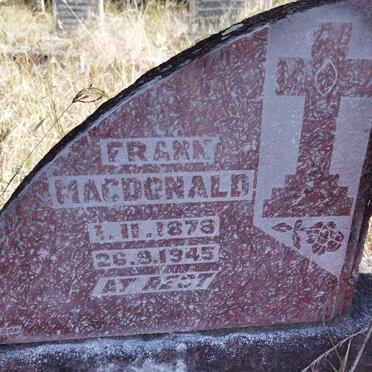 FRANK
MACDONALD
1.11.1878
26.9.1945
AT REST